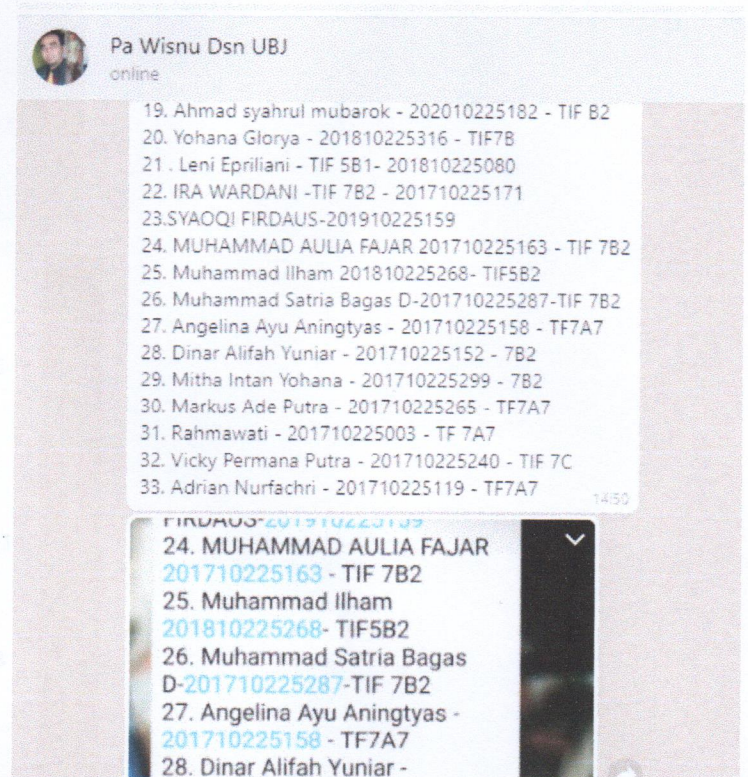 Pa Wisnu Dsn UBJ
online
19. Ahmad syahrul mubarok - 202010225182 - TIF B2
20. Yohana Glorya - 201810225316 - TIF7B
21 . Leni Epriliani - TIF 5B1- 201810225080
22. IRA WARDANI -TIF 7B2 - 201710225171
23.SYAOQI FIRDAUS-201910225159
24. MUHAMMAD AULIA FAJAR 201710225163 - TIF 7B2
25. Muhammad Ilham 201810225268- TIF5B2
26. Muhammad Satria Bagas D-201710225287-TIF 7B2
27. Angelina Ayu Aningtyas - 201710225158 - TF7A7
28. Dinar Alifah Yuniar - 201710225152 - 7B2
29. Mitha Intan Yohana - 201710225299 - 7B2
30. Markus Ade Putra - 201710225265 - TF7A7
31. Rahmawati - 201710225003 - TF 7A7
32. Vicky Permana Putra - 201710225240 - TIF 7C
33. Adrian Nurfachri - 201710225119 - TF7A7
14:50
FIRDAUS-201910225159
24. MUHAMMAD AULIA FAJAR
201710225163 - TIF 7B2
25. Muhammad Ilham
201810225268- TIF5B2
26. Muhammad Satria Bagas
D-201710225287-TIF 7B2
27. Angelina Ayu Aningtyas -
201710225158 - TF7A7
28. Dinar Alifah Yuniar -